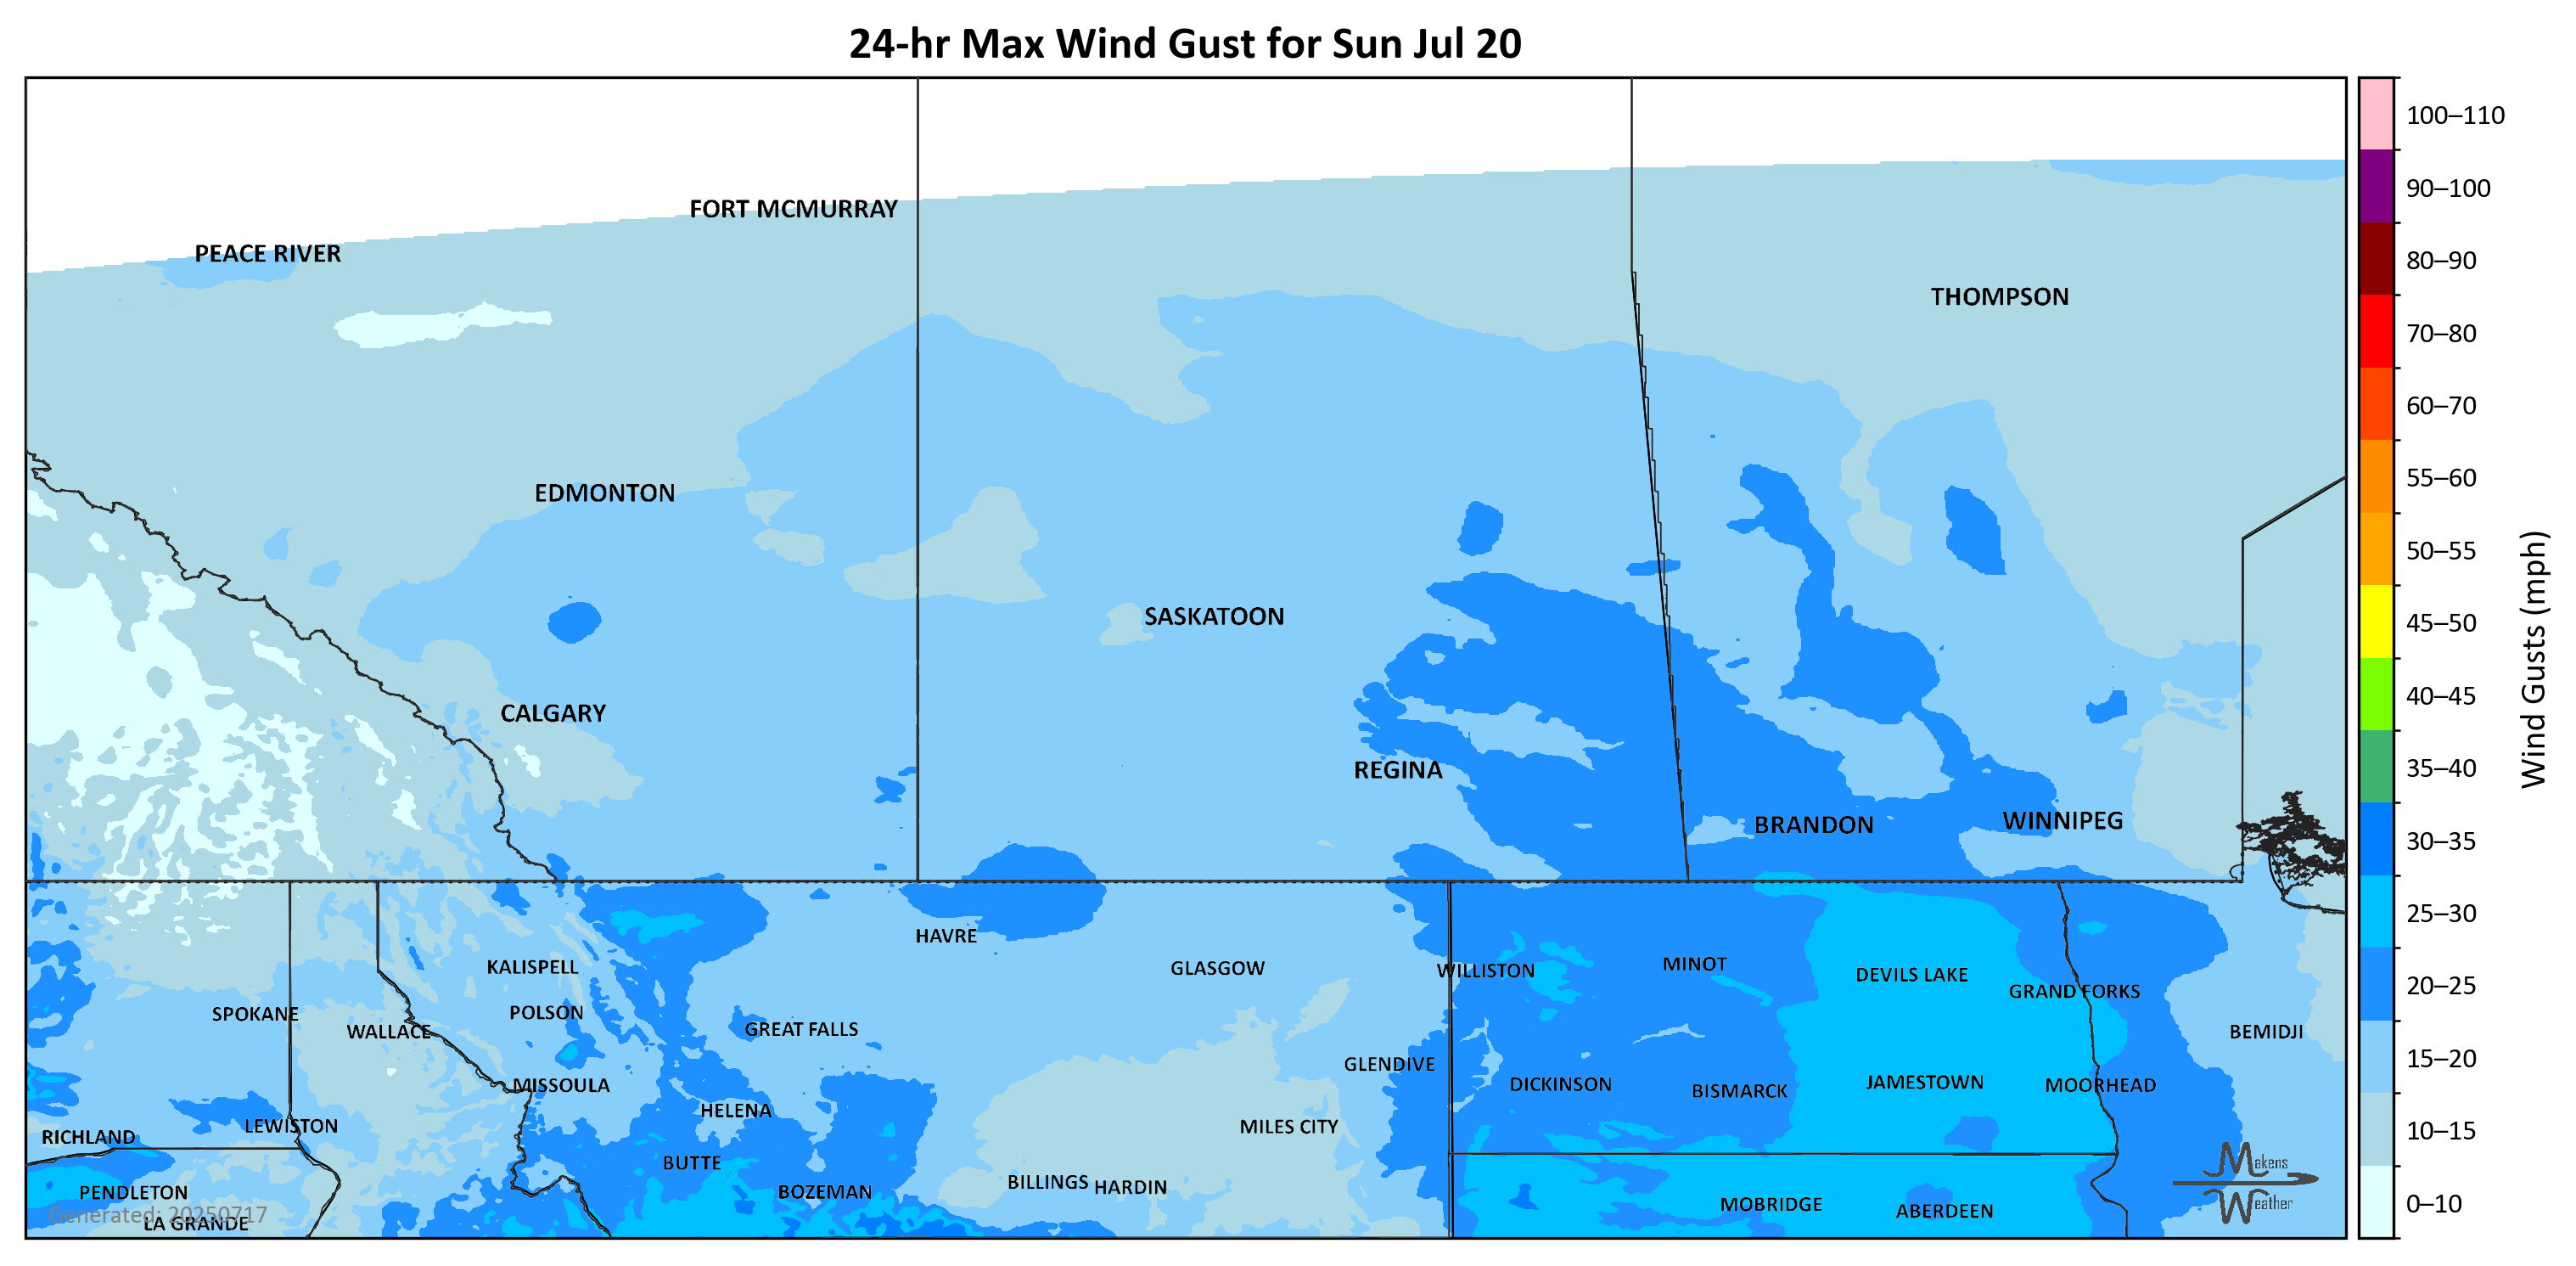 24-hr Max Wind Gust for Sun Jul 20
100–110
90–100
80–90
70–80
60–70
55–60
50–55
45–50
40–45
35–40
30–35
25–30
20–25
15–20
10–15
0–10
Wind Gusts (mph)
FORT MCMURRAY
PEACE RIVER
THOMPSON
EDMONTON
SASKATOON
CALGARY
REGINA
BRANDON
WINNIPEG
HAVRE
KALISPELL
GLASGOW
WILLISTON
MINOT
DEVILS LAKE
GRAND FORKS
SPOKANE
POLSON
WALLACE
GREAT FALLS
BEMIDJI
GLENDIVE
MISSOULA
DICKINSON
BISMARCK
JAMESTOWN
MOORHEAD
HELENA
LEWISTON
MILES CITY
RICHLAND
BUTTE
PENDLETON
BOZEMAN
BILLINGS
HARDIN
MOBRIDGE
ABERDEEN
Generated: 20250717
LA GRANDE
Makens
Weather